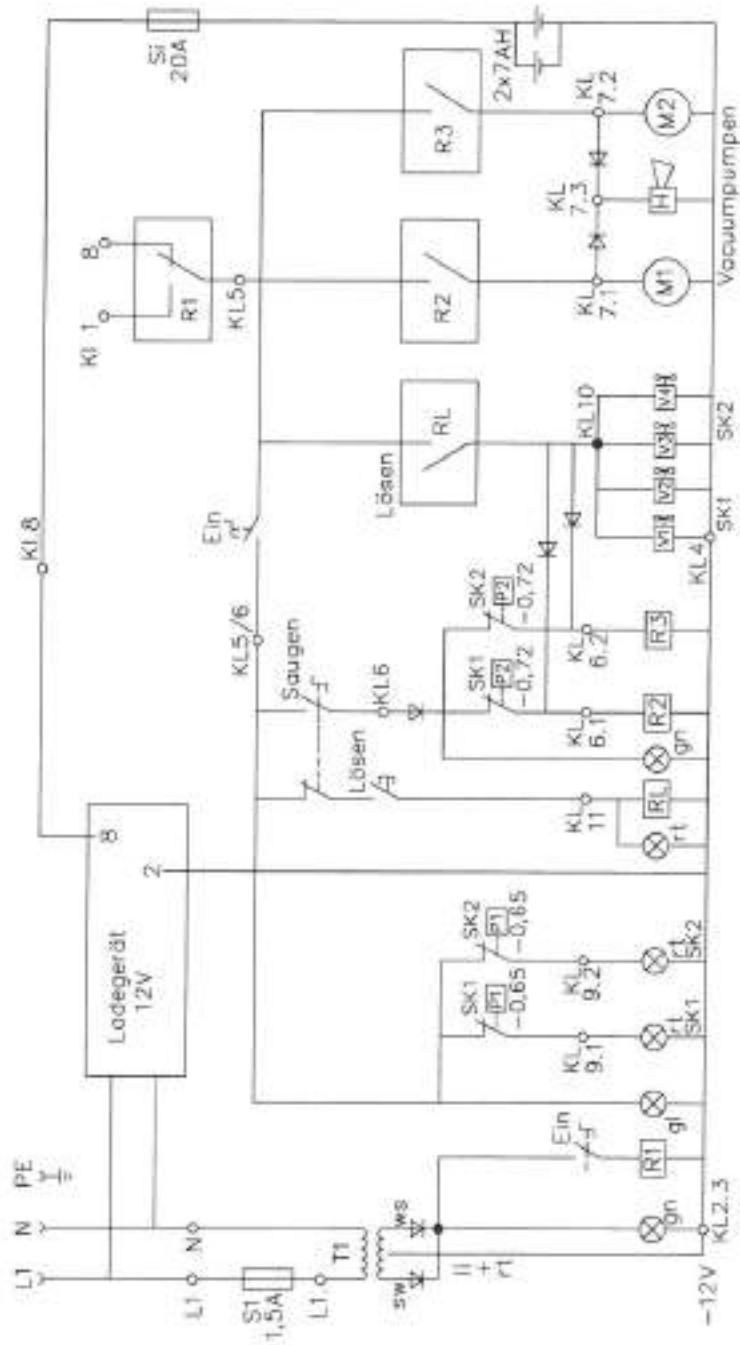 L1 N PE
Ladegerät
12V
2
8
KI.8
KI 1
8
R1
Si
20A
L1
N
S1
1,5A
L1
T1
sw
ws
=
+
rt
KL5/6
Ein
KL5
Saugen
Lösen
KL6
Lösen
RL
R2
R3
2x7AH
Ein
SK1
P1
-0,65
SK2
P1
-0,65
SK1
P2
-0,72
SK2
P2
-0,72
KL
9.1
KL
9.2
KL
11
KL
6.1
KL
6.2
KL10
KL
7.1
KL
7.3
KL
7.2
gn
R1
gl
rt
SK1
rt
SK2
rt
RL
gn
R2
R3
V1
V2
V3
V4
M1
H
M2
-12V
KL2.3
KL4
SK1
SK2
Vacuumpumpen